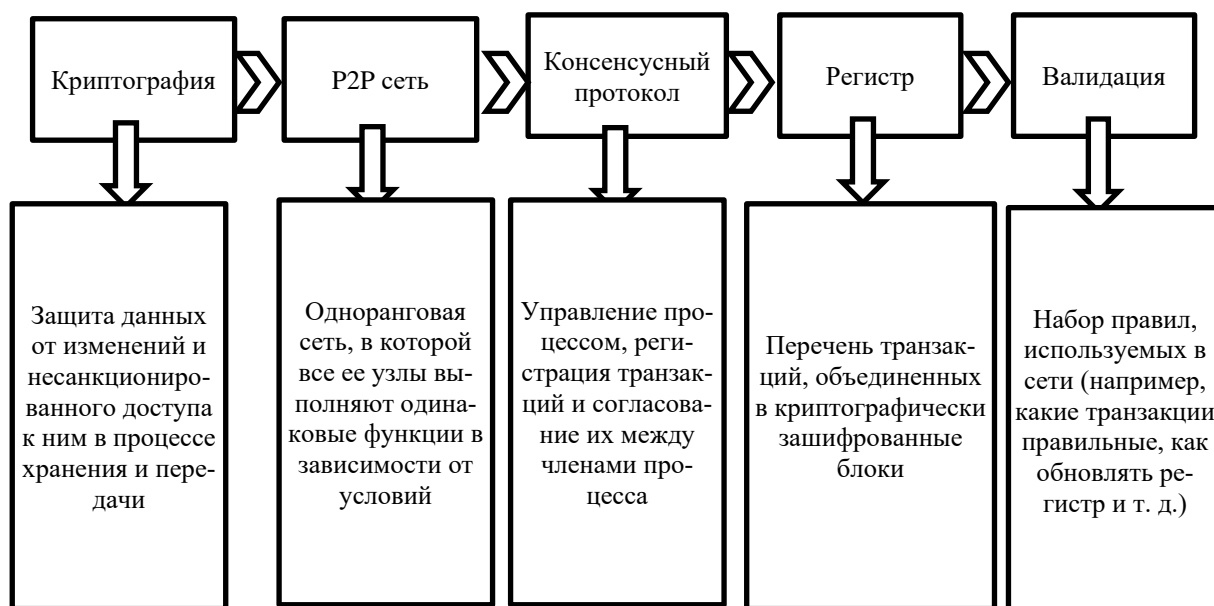 Криптография
P2P сеть
Консенсусный
протокол
Регистр
Валидация
Защита данных
от изменений и
несанкциониро-
ванного доступа
к ним в процессе
хранения и пере-
дачи
Одноранговая
сеть, в которой
все ее узлы вы-
полняют одина-
ковые функции в
зависимости от
условий
Управление про-
цессом, реги-
страция транзак-
ций и согласова-
ние их между
членами про-
цесса
Перечень транзак-
ций, объединенных
в криптографически
зашифрованные
блоки
Набор правил,
используемых в
сети (например,
какие транзакции
правильные, как
обновлять ре-
гистр и т. д.)